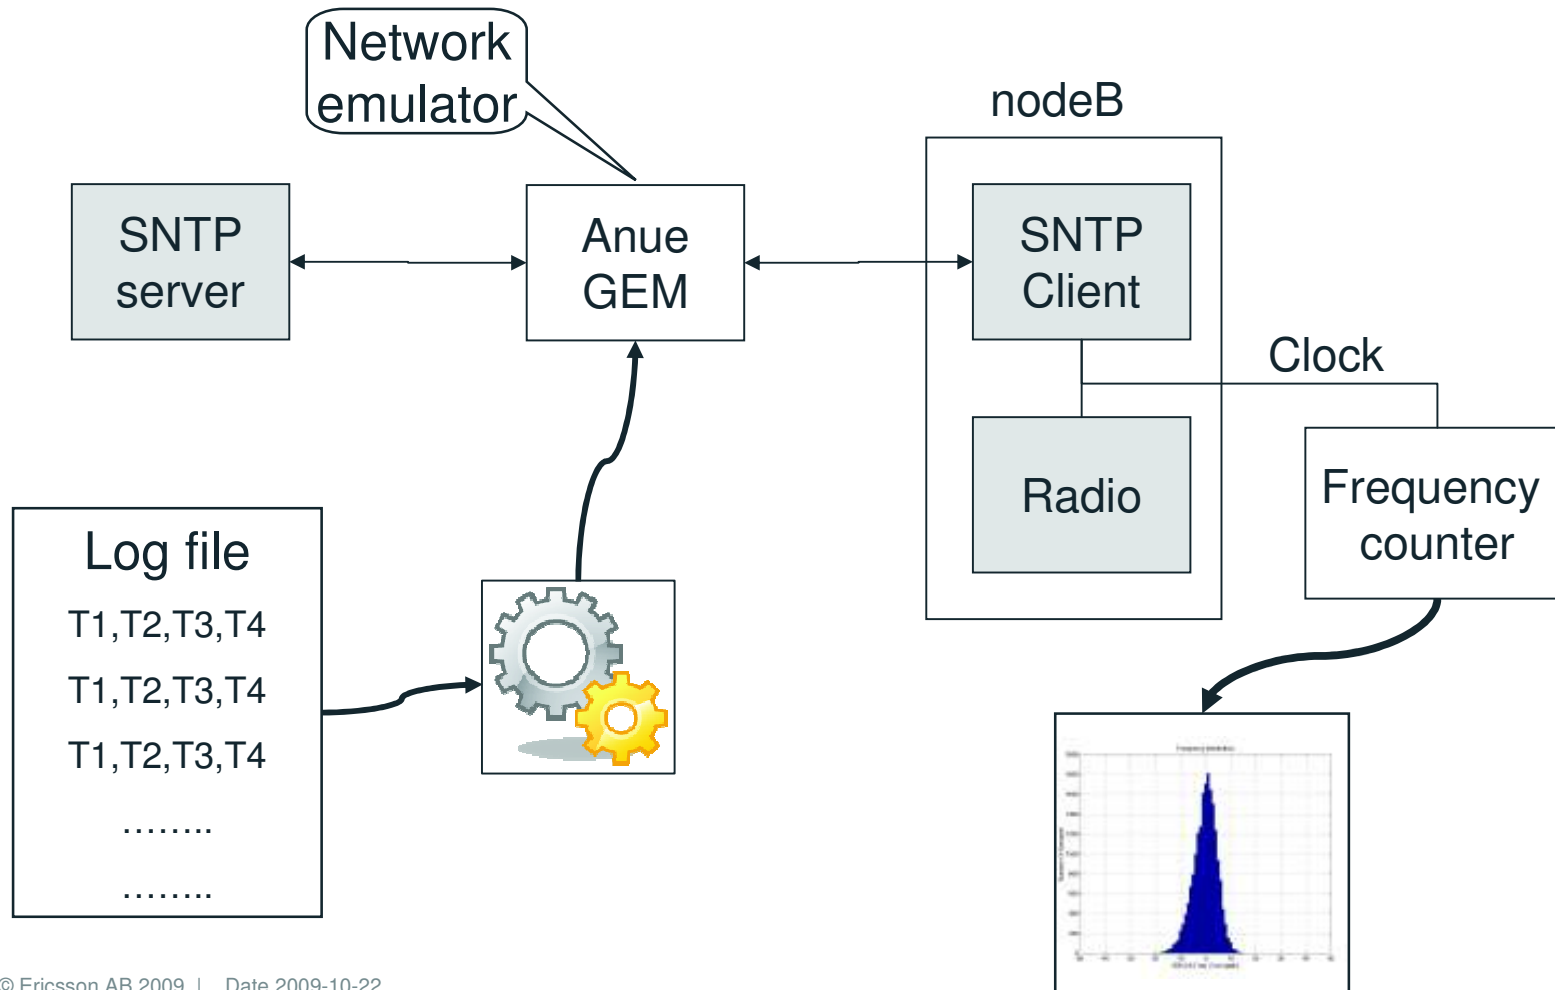 Network
emulator
nodeB
SNTP
server
Anue
GEM
SNTP
Client
Clock
Radio
Frequency
counter
Log file
T1,T2,T3,T4
T1,T2,T3,T4
T1,T2,T3,T4
........
........
© Ericsson AB 2009 | Date 2009-10-22